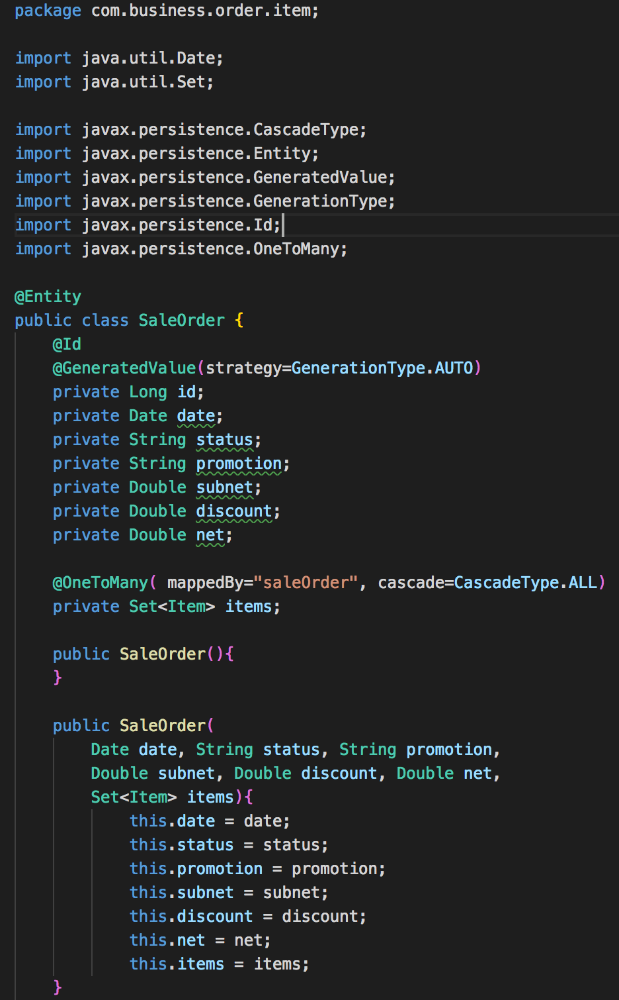 package com.business.order.item;
import java.util.Date;
import java.util.Set;
import javax.persistence.CascadeType;
import javax.persistence.Entity;
import javax.persistence.GeneratedValue;
import javax.persistence.GenerationType;
import javax.persistence.Id;
import javax.persistence.OneToMany;
@Entity
public class SaleOrder {
@Id
@GeneratedValue(strategy=GenerationType.AUTO)
private Long id;
private Date date;
private String status;
private String promotion;
private Double subnet;
private Double discount;
private Double net;
@OneToMany( mappedBy="saleOrder", cascade=CascadeType.ALL)
private Set<Item> items;
public SaleOrder(){
}
public SaleOrder(
Date date, String status, String promotion,
Double subnet, Double discount, Double net,
Set<Item> items){
this.date = date;
this.status = status;
this.promotion = promotion;
this.subnet = subnet;
this.discount = discount;
this.net = net;
this.items = items;
}